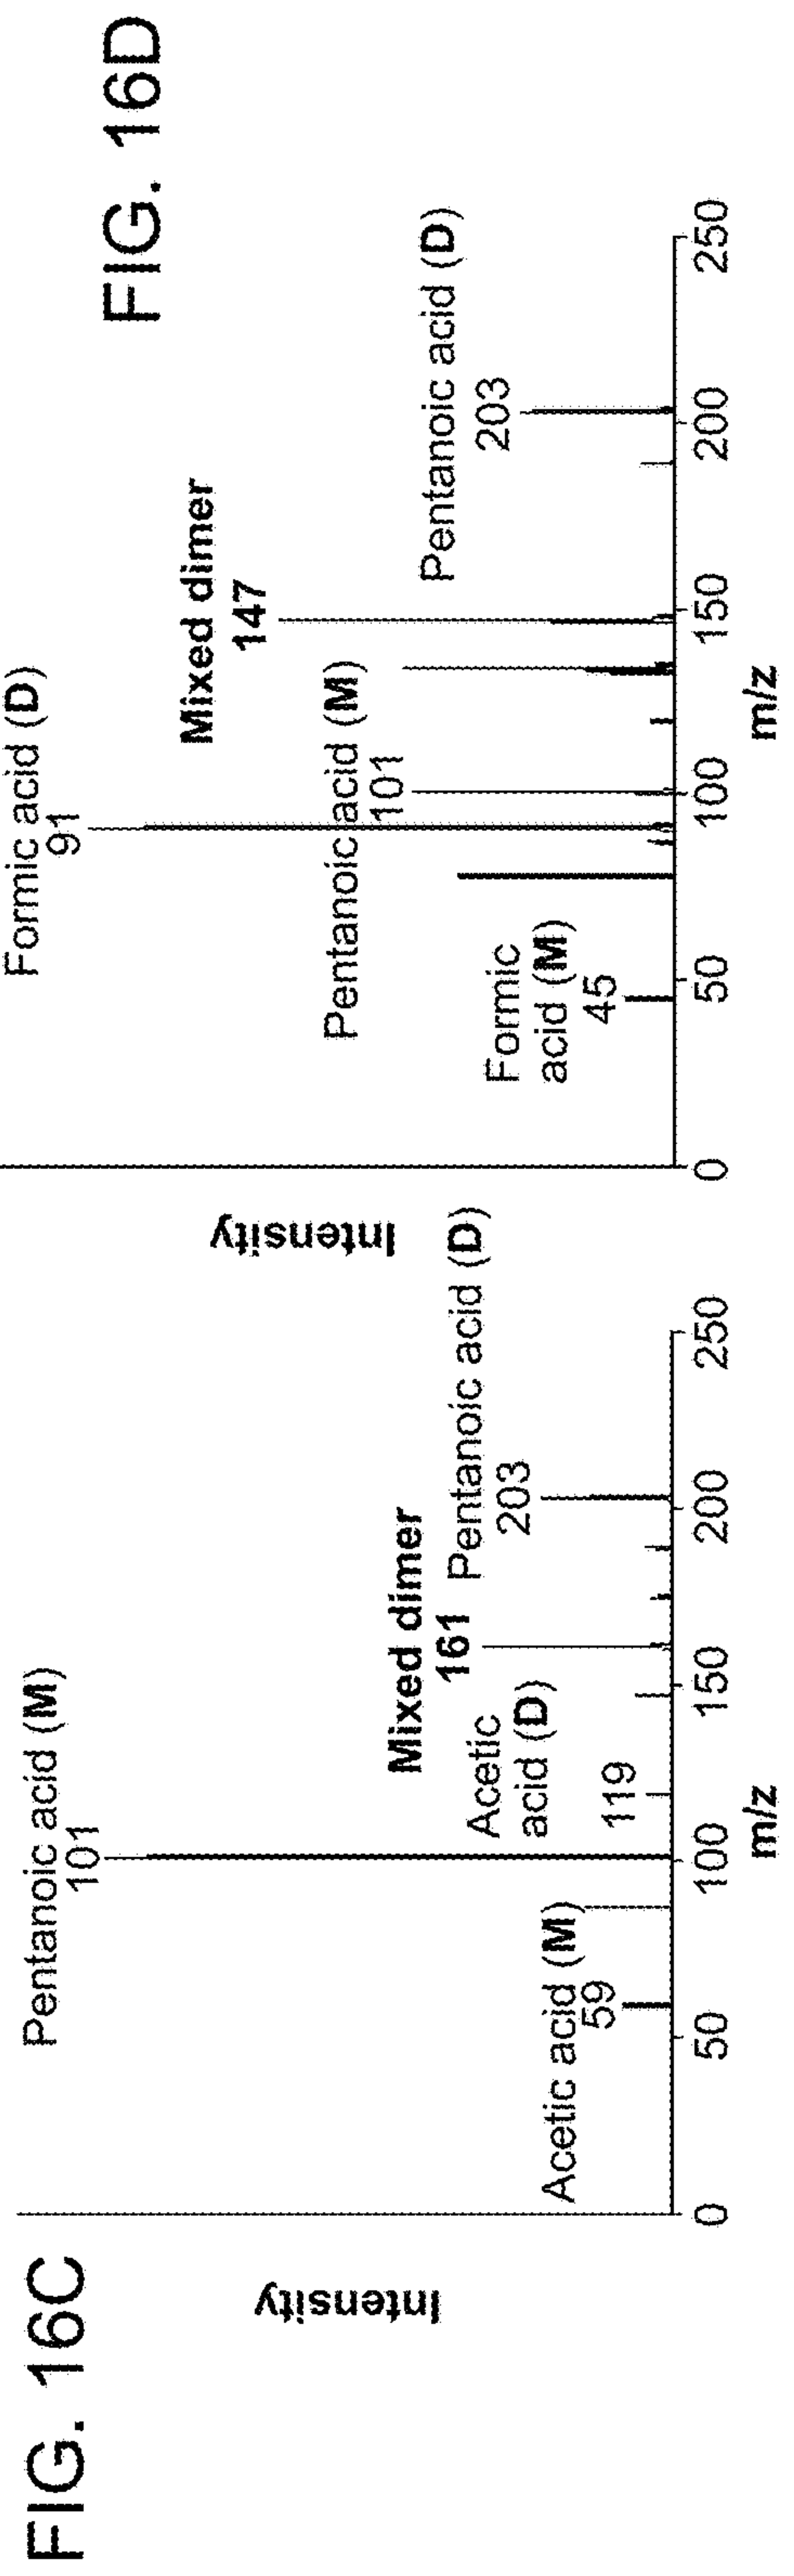 FIG. 16C
Intensity
Pentanoic acid (M)
101
Mixed dimer
161
Pentanoic acid (D)
203
Acetic
acid (D)
119
Acetic acid (M)
59
0 50 100 150 200 250
m/z
FIG. 16D
Intensity
Formic acid (D)
91
Mixed dimer
147
Pentanoic acid (M)
101
Pentanoic acid (D)
203
Formic
acid (M)
45
0 50 100 150 200 250
m/z